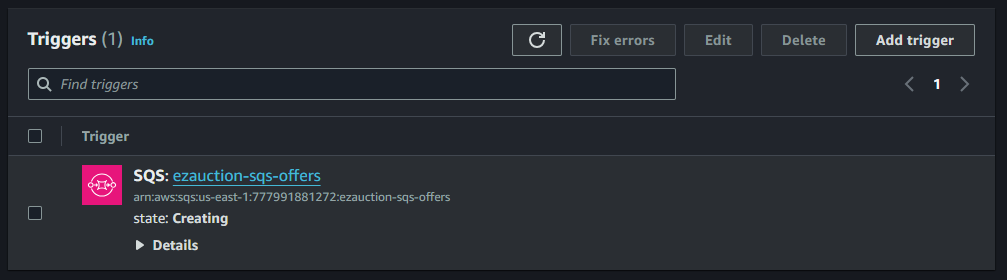 Triggers (1) Info
Fix errors
Edit
Delete
Add trigger
Find triggers
1
Trigger
SQS: ezauction-sqs-offers
arn:aws:sqs:us-east-1:777991881272:ezauction-sqs-offers
state: Creating
Details